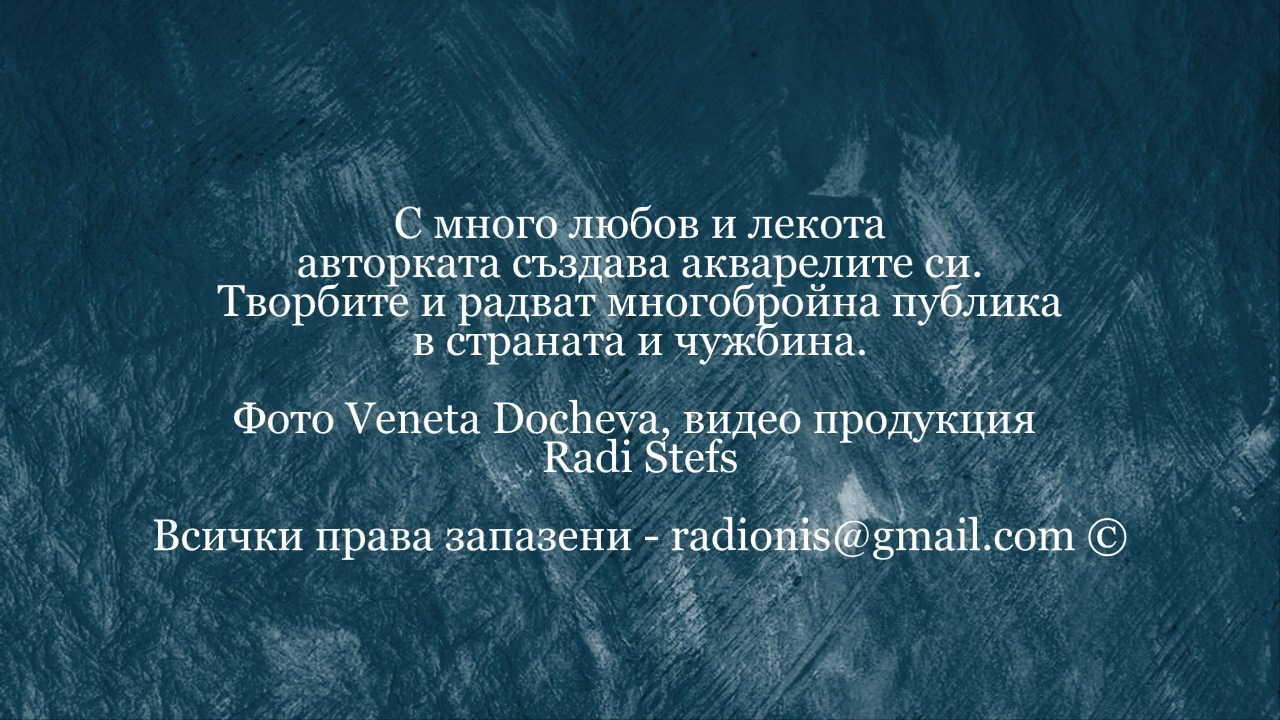 С много любов и лекота
авторката създава акварелите си.
Творбите и радват многобройна публика
в страната и чужбина.
Фото Veneta Docheva, видео продукция
Radi Stefs
Всички права запазени - radionis@gmail.com ©